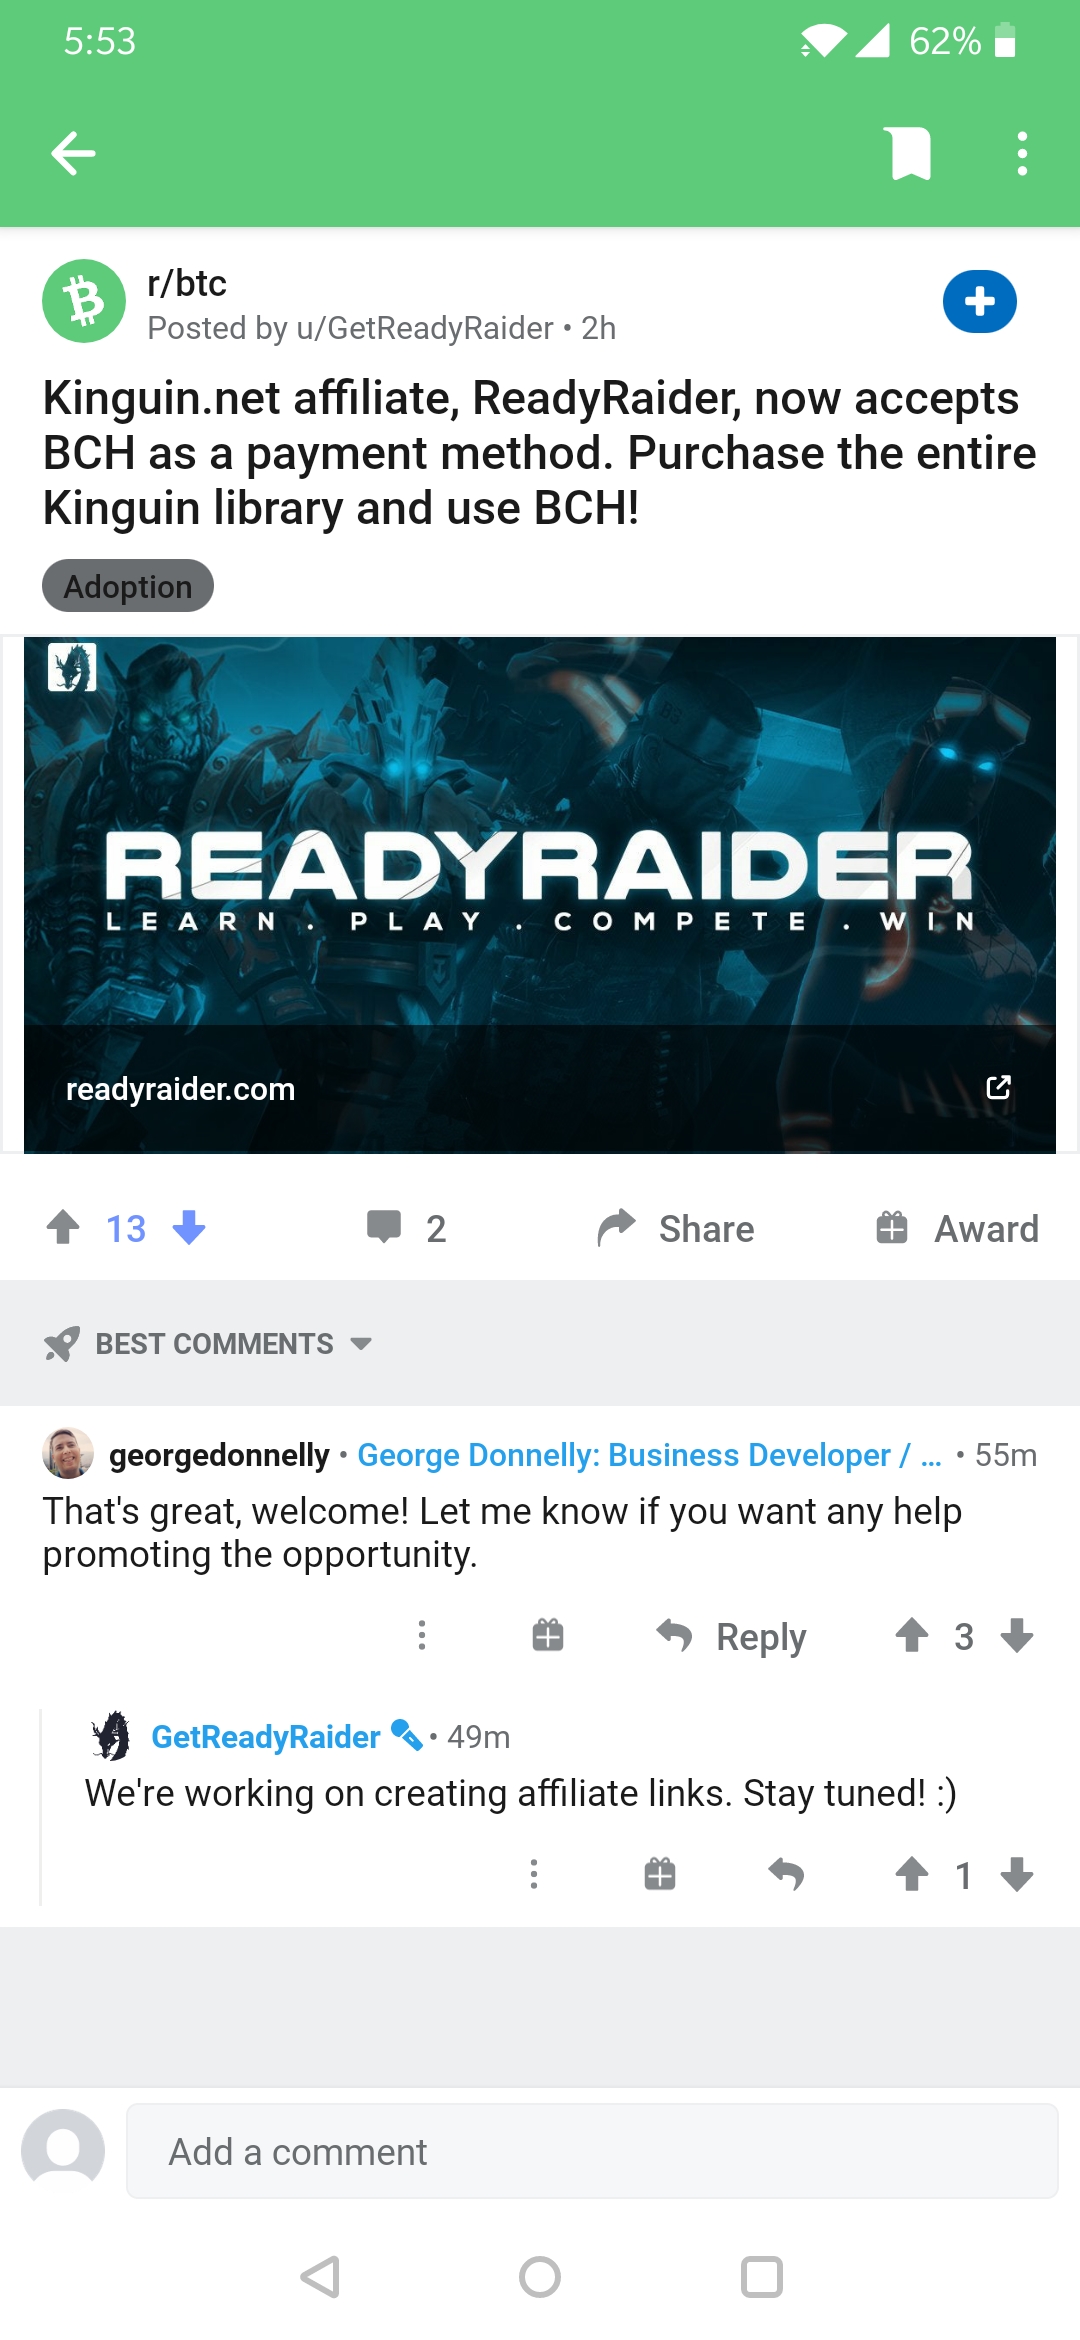 5:53
62%
r/btc
Posted by u/GetReadyRaider • 2h
Kinguin.net affiliate, ReadyRaider, now accepts
BCH as a payment method. Purchase the entire
Kinguin library and use BCH!
Adoption
READYRAIDER
LEARN . PLAY . COMPETE . WIN
readyraider.com
13
2
Share
Award
BEST COMMENTS
georgedonnelly • George Donnelly: Business Developer / ... • 55m
That's great, welcome! Let me know if you want any help
promoting the opportunity.
Reply
3
GetReadyRaider • 49m
We're working on creating affiliate links. Stay tuned! :)
1
Add a comment